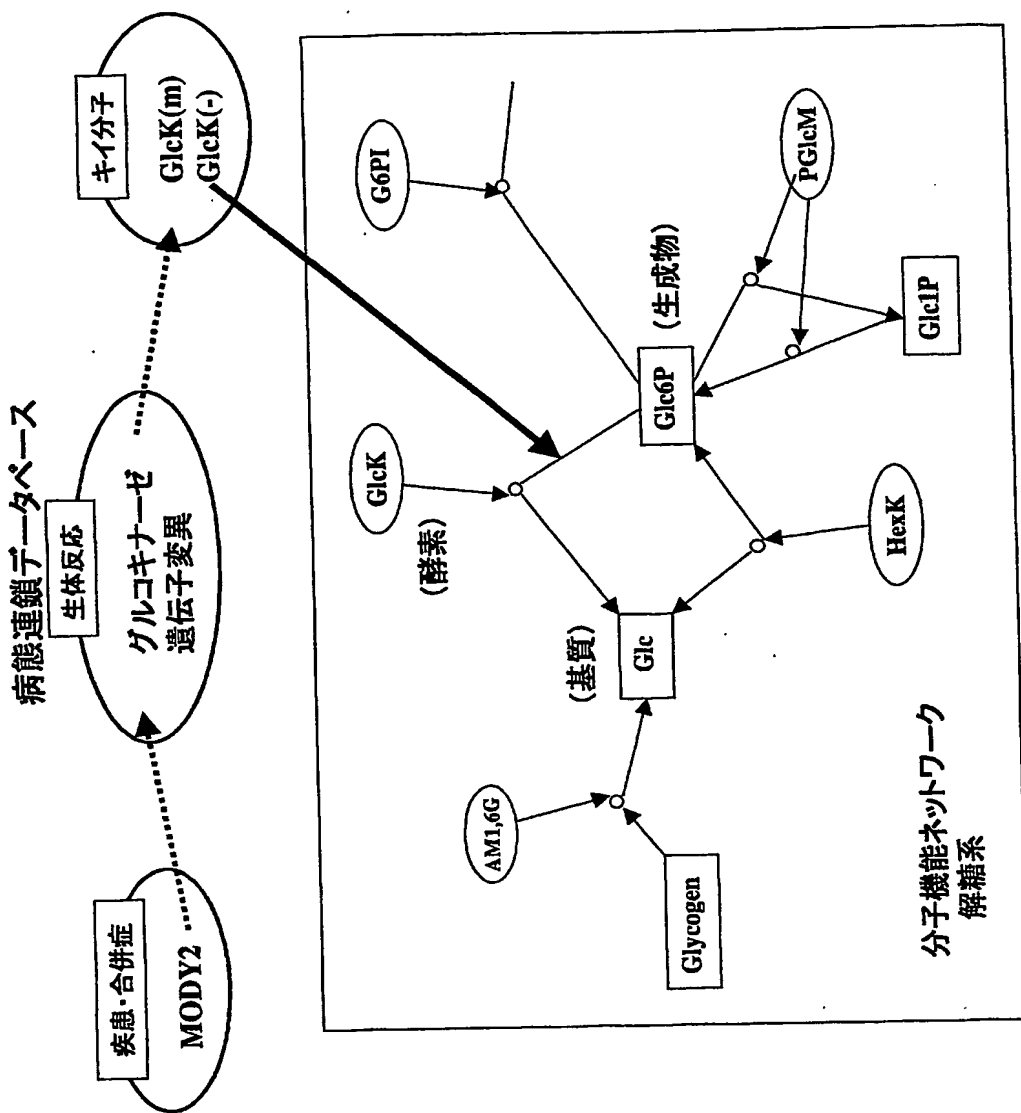 病態連鎖データベース
疾患・合併症
MODY2
生体反応
グルコキナーゼ
遺伝子変異
キイ分子
GlcK(m)
GlcK(-)
AM1,6G
Glycogen
(基質)
Glc
(酵素)
GlcK
HexK
Glc6P
(生成物)
G6PI
PGlcM
Glc1P
分子機能ネットワーク
解糖系